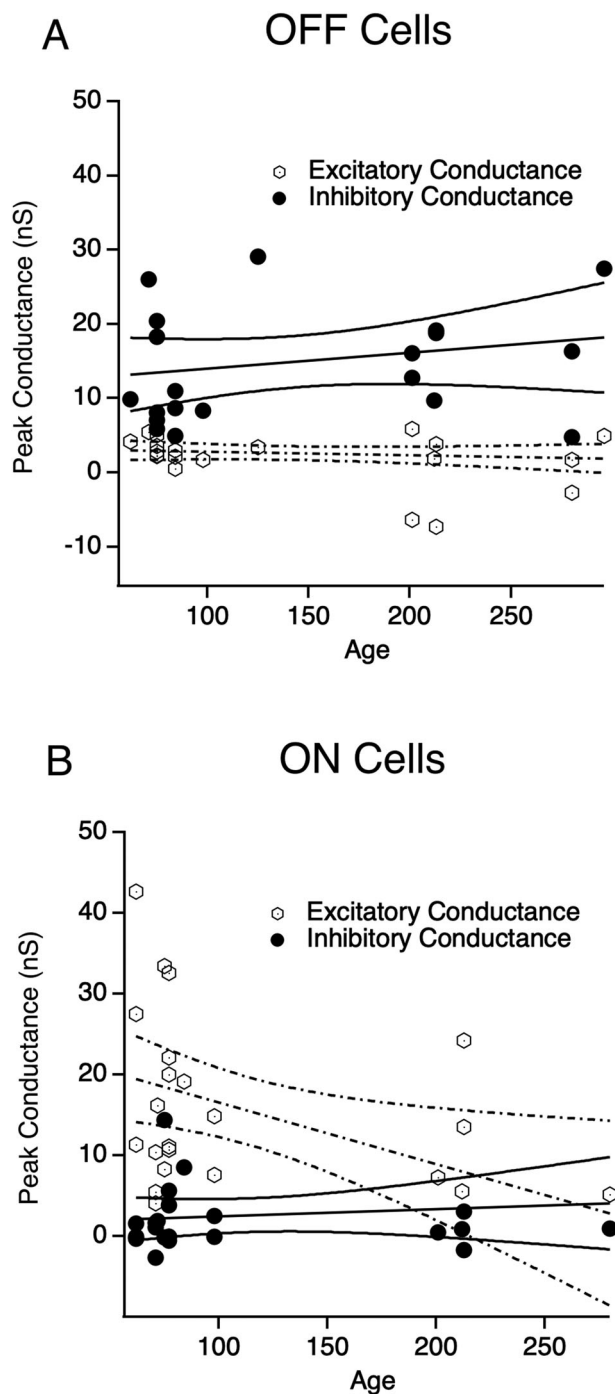 A
OFF Cells
50
40
30
20
10
0
-10
Peak Conductance (nS)
Excitatory Conductance
Inhibitory Conductance
100
150
200
250
Age
B
ON Cells
50
40
30
20
10
0
Peak Conductance (nS)
Excitatory Conductance
Inhibitory Conductance
100
150
200
250
Age